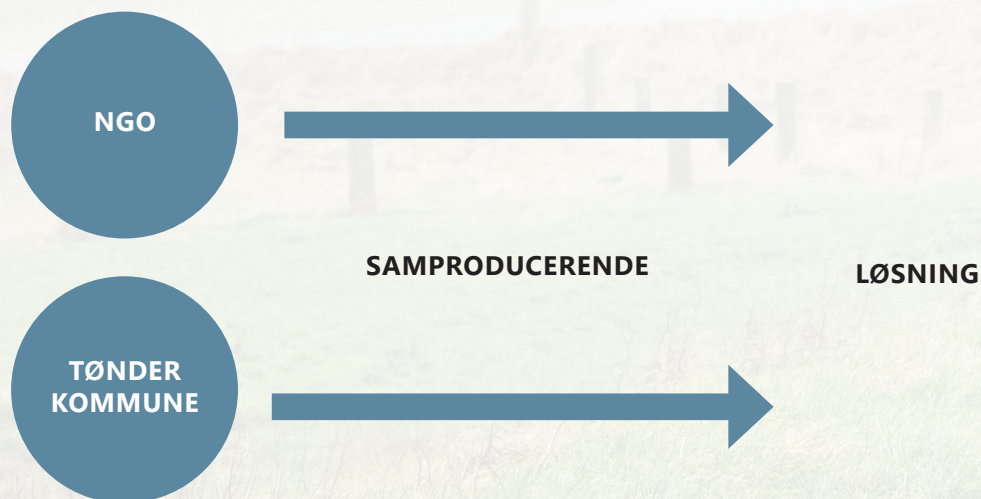 NGO
SAMPRODUCERENDE
LØSNING
TØNDER
KOMMUNE